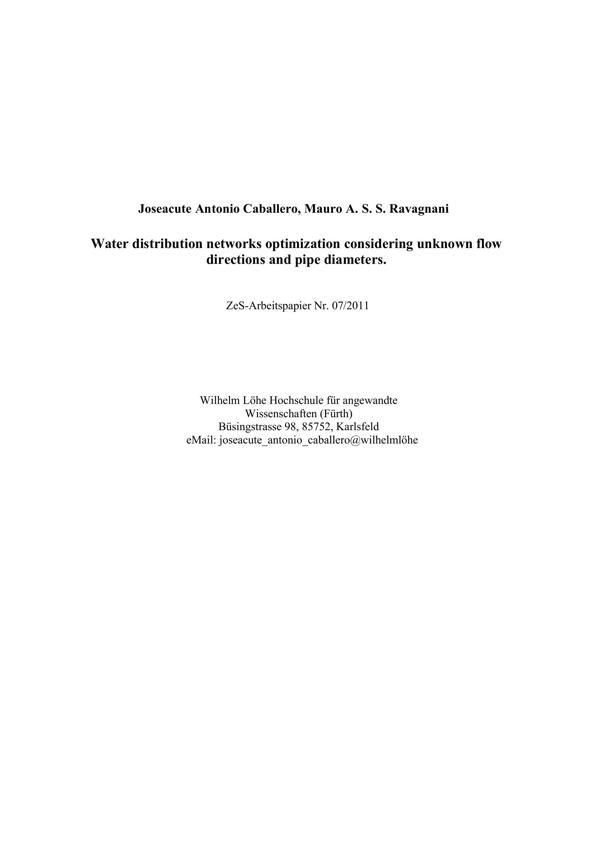 Joseacute Antonio Caballero, Mauro A. S. S. Ravagnani
Water distribution networks optimization considering unknown flow
directions and pipe diameters.
ZeS-Arbeitspapier Nr. 07/2011
Wilhelm Löhe Hochschule für angewandte
Wissenschaften (Fürth)
Büsingstrasse 98, 85752, Karlsfeld
eMail: joseacute_antonio_caballero@wilhelmlöhe